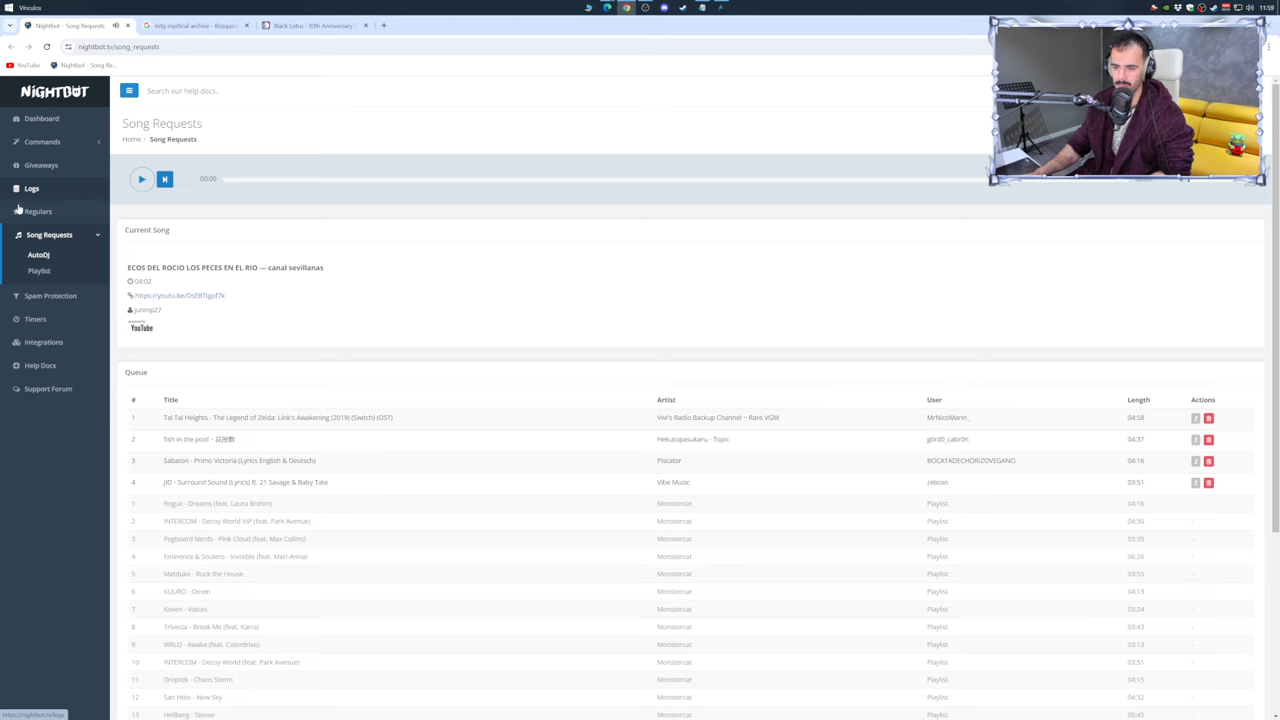 Vínculos
11:59
Nightbot - Song Requests
mtg mystical archive - Búsque
Black Lotus - 30th Anniversary
nightbot.tv/song_requests
YouTube
Nightbot - Song Re...
NIGHTBOT
Search our help docs..
Dashboard
Commands
Giveaways
Logs
Regulars
Song Requests
AutoDJ
Playlist
Spam Protection
Timers
Integrations
Help Docs
Support Forum
Song Requests
Home / Song Requests
00:00
Current Song
ECOS DEL ROCIO LOS PECES EN EL RIO — canal sevillanas
04:02
https://youtu.be/DsEBTtgof7k
junmp27
YouTube
Queue
# Title Artist User Length Actions
1 Tal Tal Heights - The Legend of Zelda: Link's Awakening (2019) (Switch) (OST) Vivi's Radio Backup Channel ~ Rare VGM MrNicoMarin_ 04:58
2 fish in the pool - 花屋敷 Hekutopasukaru - Topic g0rd0_cabr0n 04:37
3 Sabaton - Primo Victoria (Lyrics English & Deutsch) Piscator BOCATADECHORIZOVEGANO 04:16
4 JID - Surround Sound (Lyrics) ft. 21 Savage & Baby Tate Vibe Music zelicon 03:51
1 Rogue - Dreams (feat. Laura Brehm) Monstercat Playlist 04:16 -
2 INTERCOM - Decoy World VIP (feat. Park Avenue) Monstercat Playlist 04:30 -
3 Pegboard Nerds - Pink Cloud (feat. Max Collins) Monstercat Playlist 03:35 -
4 Eminence & Soulero - Invisible (feat. Mari-Anna) Monstercat Playlist 06:26 -
5 Matduke - Rock the House Monstercat Playlist 03:55 -
6 KUURO - Omen Monstercat Playlist 04:13 -
7 Koven - Voices Monstercat Playlist 03:24 -
8 Trivecta - Break Me (feat. Karra) Monstercat Playlist 03:43 -
9 WRLD - Awake (feat. Colordrive) Monstercat Playlist 03:13 -
10 INTERCOM - Decoy World (feat. Park Avenue) Monstercat Playlist 03:51 -
11 Droptek - Chaos Storm Monstercat Playlist 04:15 -
12 San Holo - New Sky Monstercat Playlist 04:32 -
13 Hellberg - Stereo Monstercat Playlist 05:45 -
https://nightbot.tv/logs